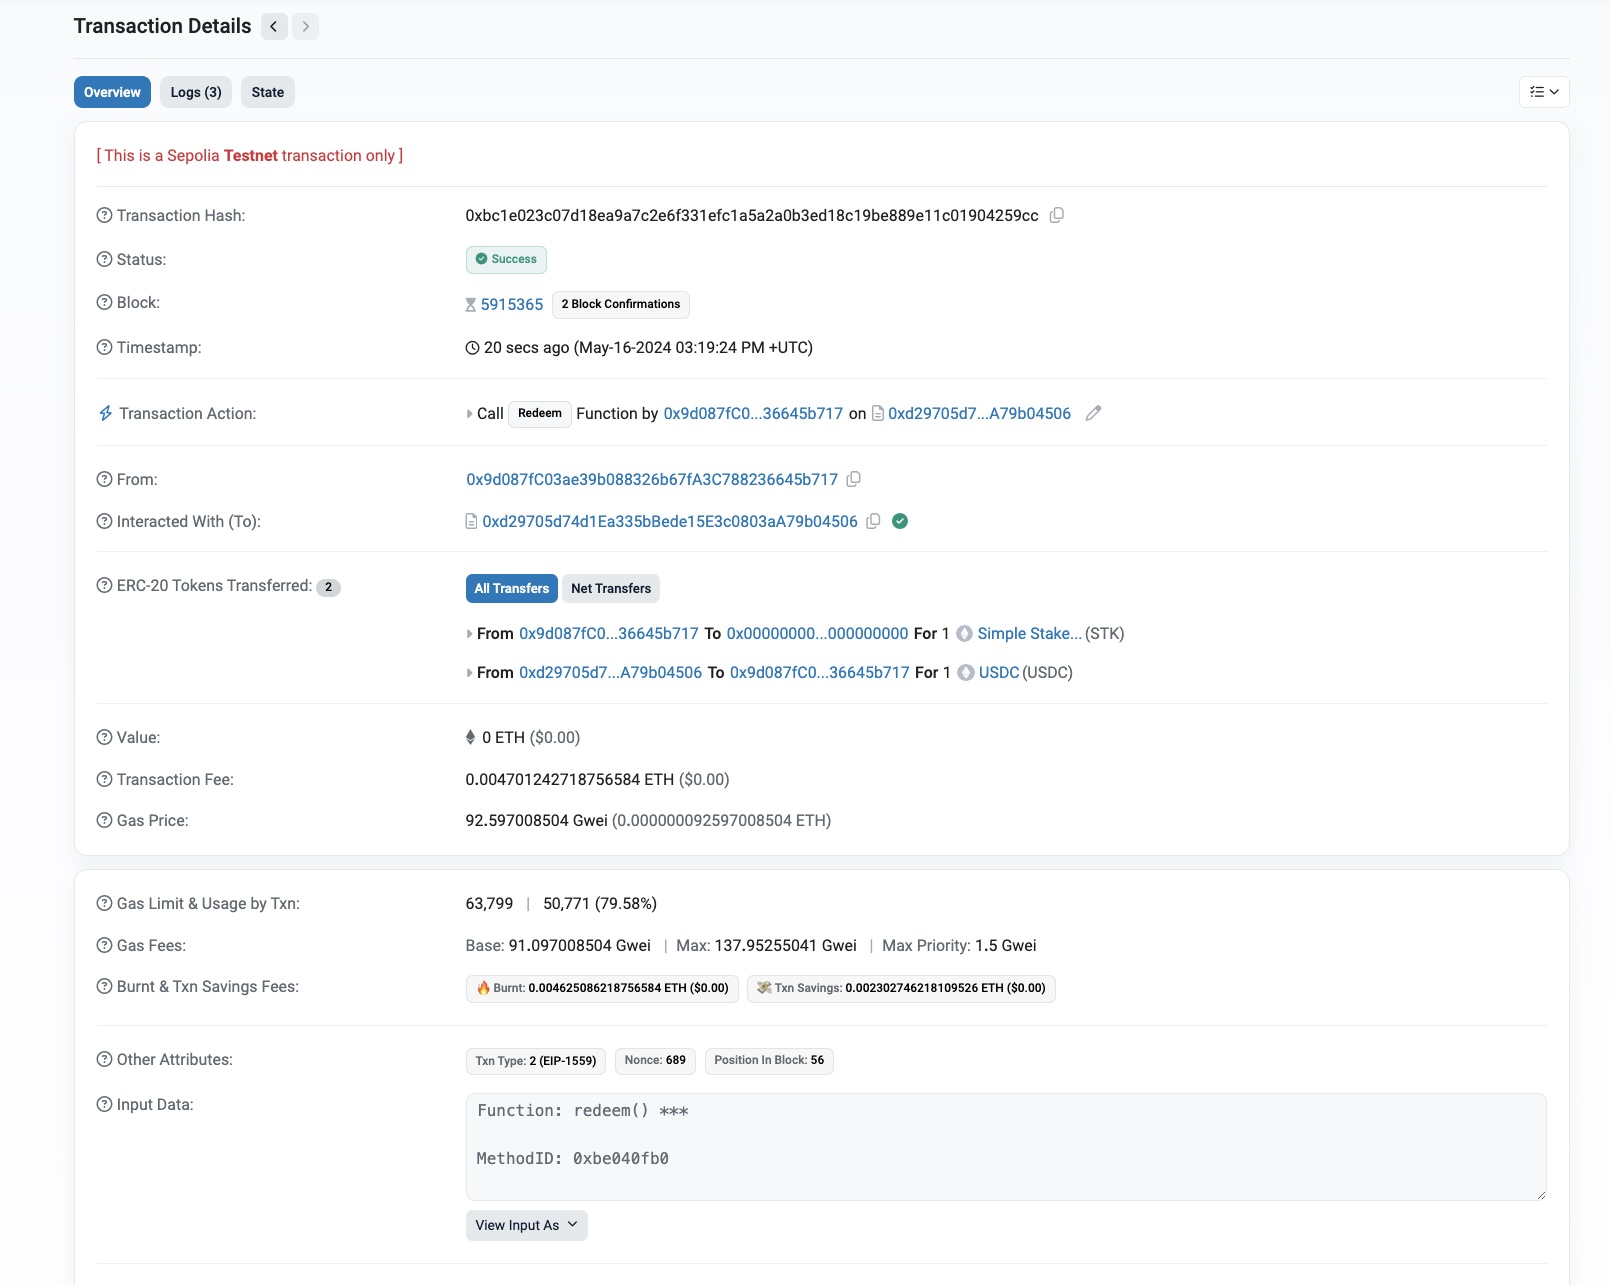 Transaction Details
Overview Logs (3) State
[ This is a Sepolia Testnet transaction only ]
Transaction Hash: 0xbc1e023c07d18ea9a7c2e6f331efc1a5a2a0b3ed18c19be889e11c01904259cc
Status: Success
Block: 5915365 2 Block Confirmations
Timestamp: 20 secs ago (May-16-2024 03:19:24 PM +UTC)
Transaction Action: Call Redeem Function by 0x9d087fC0...36645b717 on 0xd29705d7...A79b04506
From: 0x9d087fC03ae39b088326b67fA3C788236645b717
Interacted With (To): 0xd29705d74d1Ea335bBede15E3c0803aA79b04506
ERC-20 Tokens Transferred: 2 All Transfers Net Transfers
From 0x9d087fC0...36645b717 To 0x00000000...000000000 For 1 Simple Stake... (STK)
From 0xd29705d7...A79b04506 To 0x9d087fC0...36645b717 For 1 USDC (USDC)
Value: 0 ETH ($0.00)
Transaction Fee: 0.004701242718756584 ETH ($0.00)
Gas Price: 92.597008504 Gwei (0.000000092597008504 ETH)
Gas Limit & Usage by Txn: 63,799 | 50,771 (79.58%)
Gas Fees: Base: 91.097008504 Gwei | Max: 137.95255041 Gwei | Max Priority: 1.5 Gwei
Burnt & Txn Savings Fees: Burnt: 0.004625086218756584 ETH ($0.00) Txn Savings: 0.002302746218109526 ETH ($0.00)
Other Attributes: Txn Type: 2 (EIP-1559) Nonce: 689 Position In Block: 56
Input Data: Function: redeem() ***
MethodID: 0xbe040fb0
View Input As